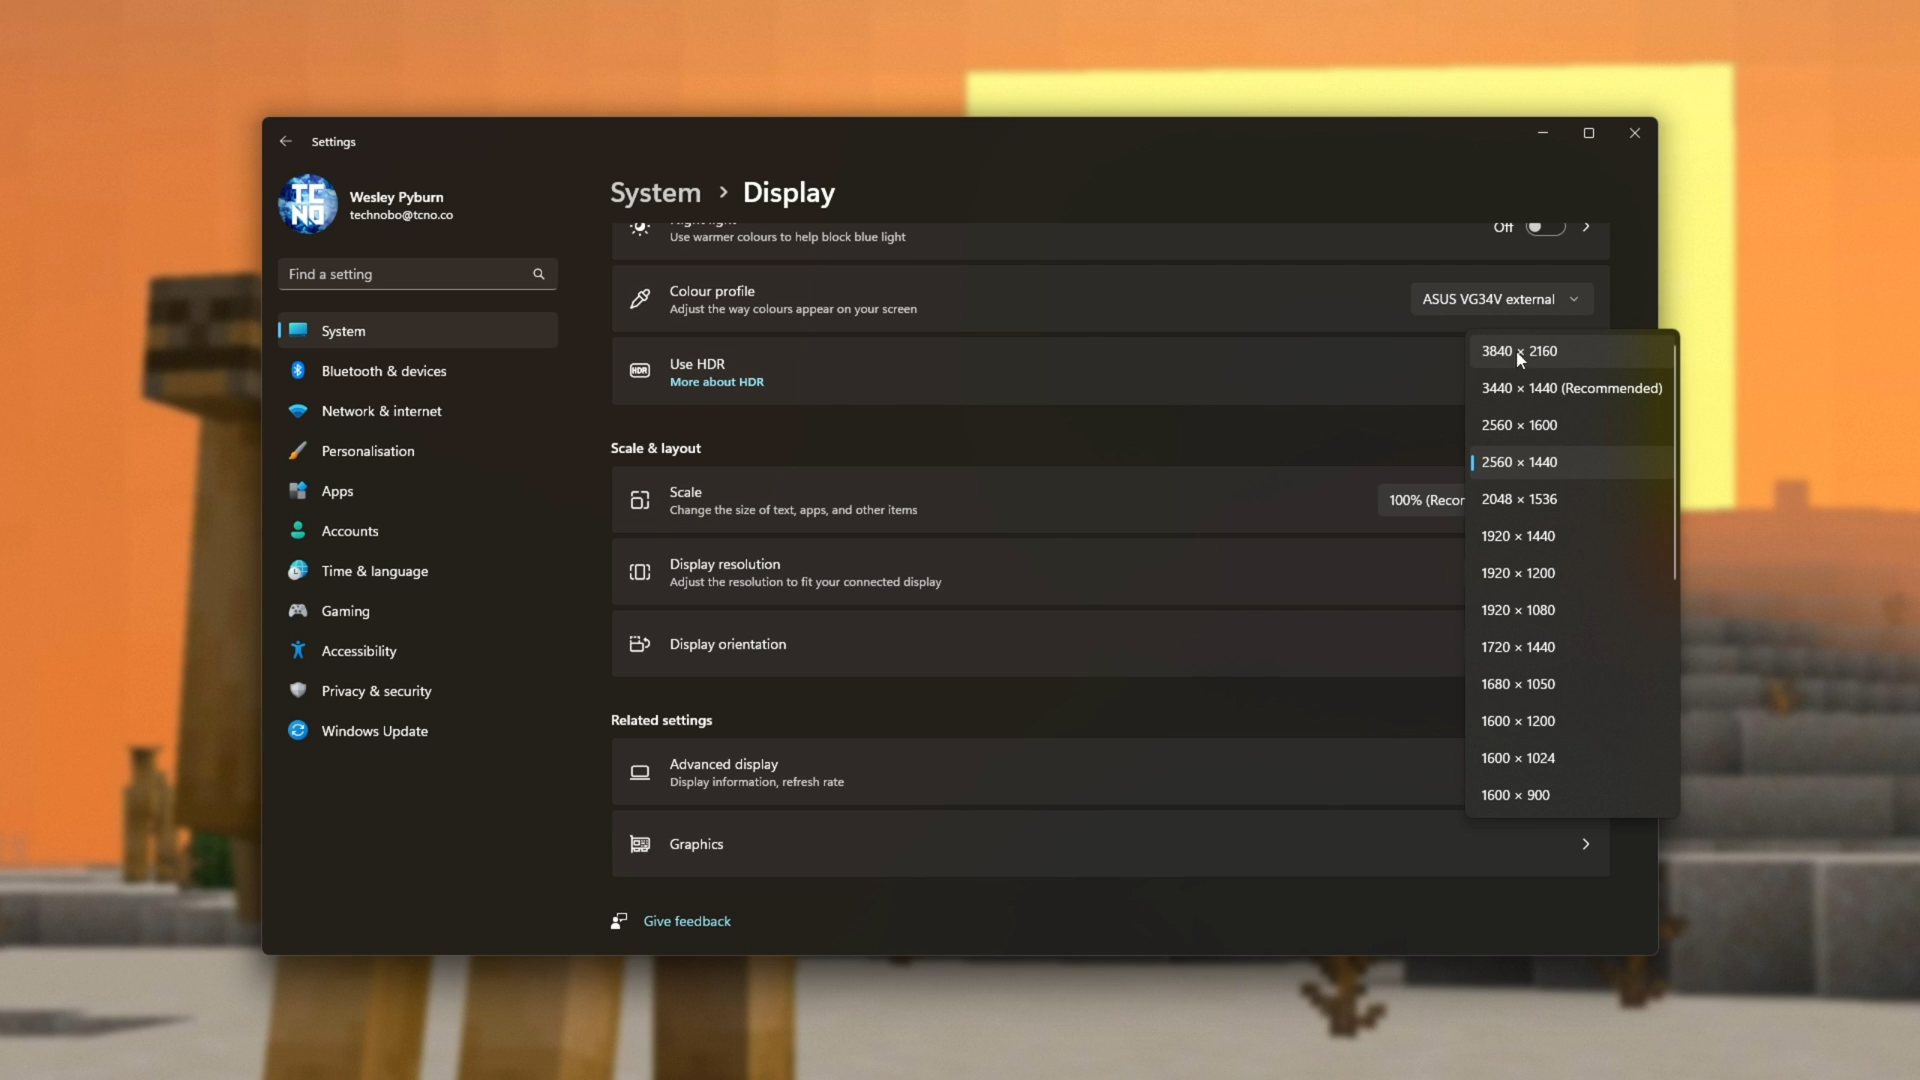 Settings
TC
NO
Wesley Pyburn
technobo@tcno.co
Find a setting
System
Bluetooth & devices
Network & internet
Personalisation
Apps
Accounts
Time & language
Gaming
Accessibility
Privacy & security
Windows Update
System > Display
Night light
Use warmer colours to help block blue light
Off
Colour profile
Adjust the way colours appear on your screen
ASUS VG34V external
HDR
Use HDR
More about HDR
Scale & layout
Scale
Change the size of text, apps, and other items
100% (Recor
Display resolution
Adjust the resolution to fit your connected display
Display orientation
Related settings
Advanced display
Display information, refresh rate
Graphics
Give feedback
3840 × 2160
3440 × 1440 (Recommended)
2560 × 1600
2560 × 1440
2048 × 1536
1920 × 1440
1920 × 1200
1920 × 1080
1720 × 1440
1680 × 1050
1600 × 1200
1600 × 1024
1600 × 900